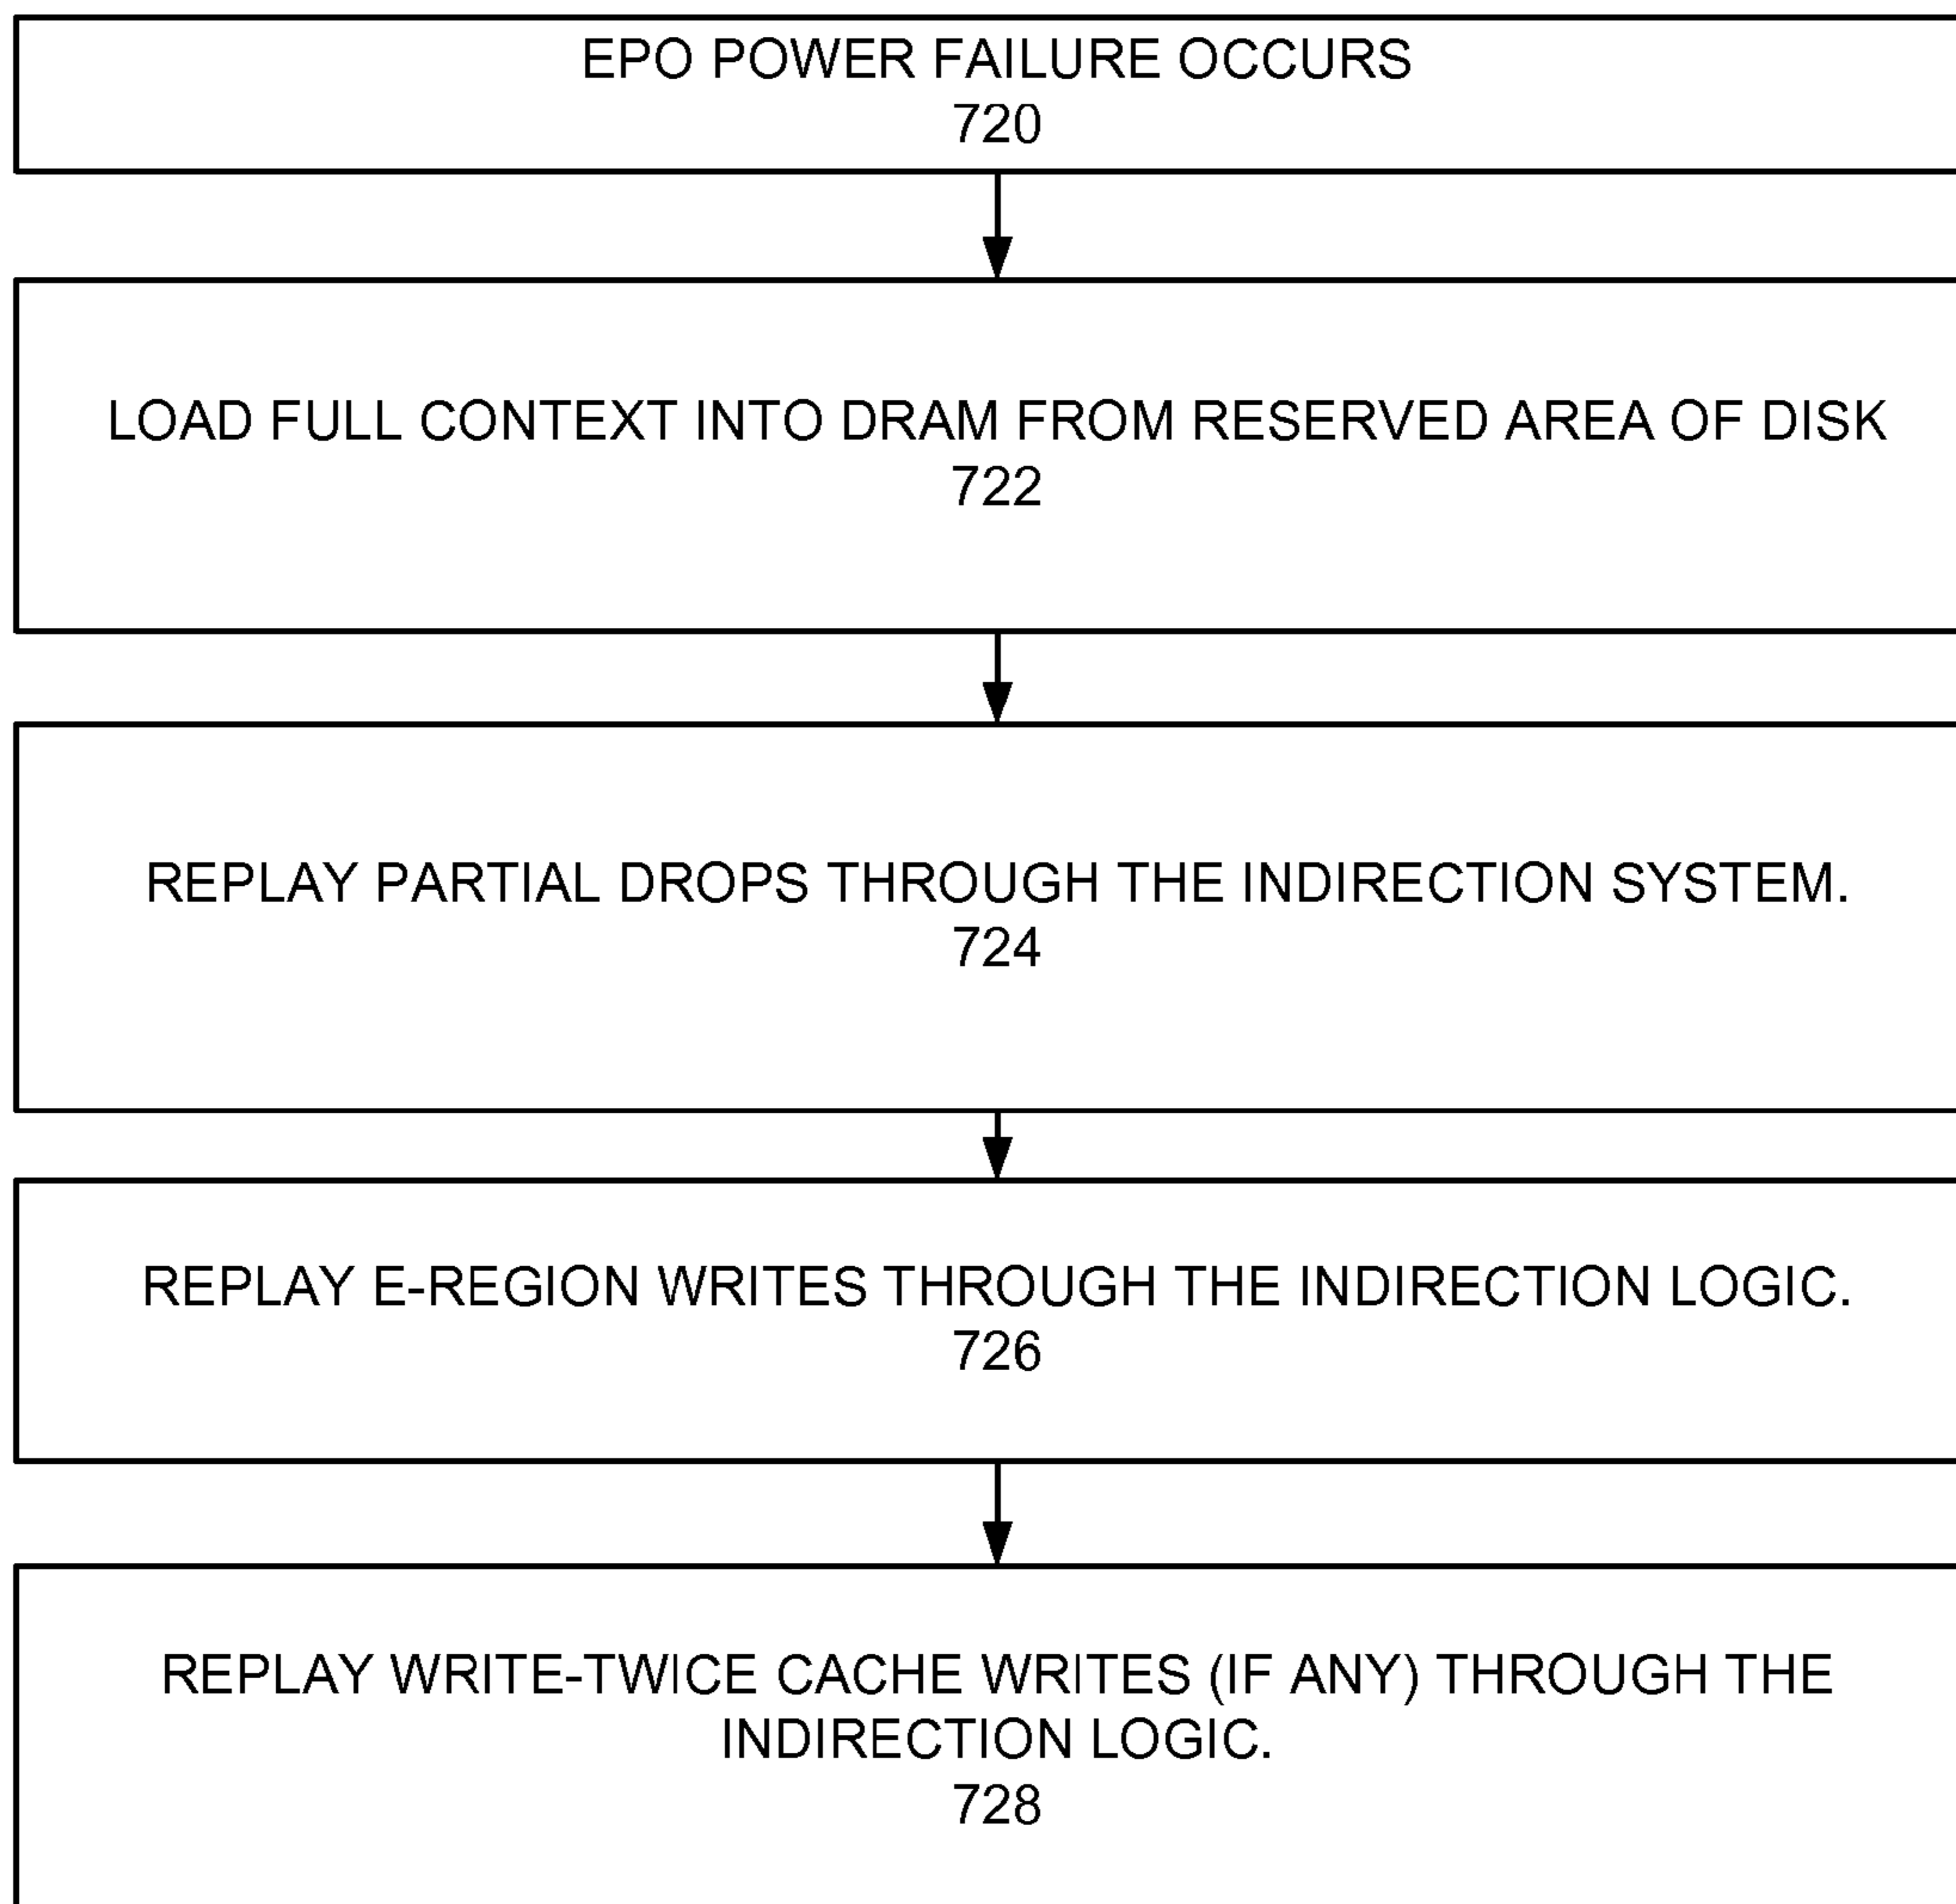 EPO POWER FAILURE OCCURS
720
LOAD FULL CONTEXT INTO DRAM FROM RESERVED AREA OF DISK
722
REPLAY PARTIAL DROPS THROUGH THE INDIRECTION SYSTEM.
724
REPLAY E-REGION WRITES THROUGH THE INDIRECTION LOGIC.
726
REPLAY WRITE-TWICE CACHE WRITES (IF ANY) THROUGH THE
INDIRECTION LOGIC.
728